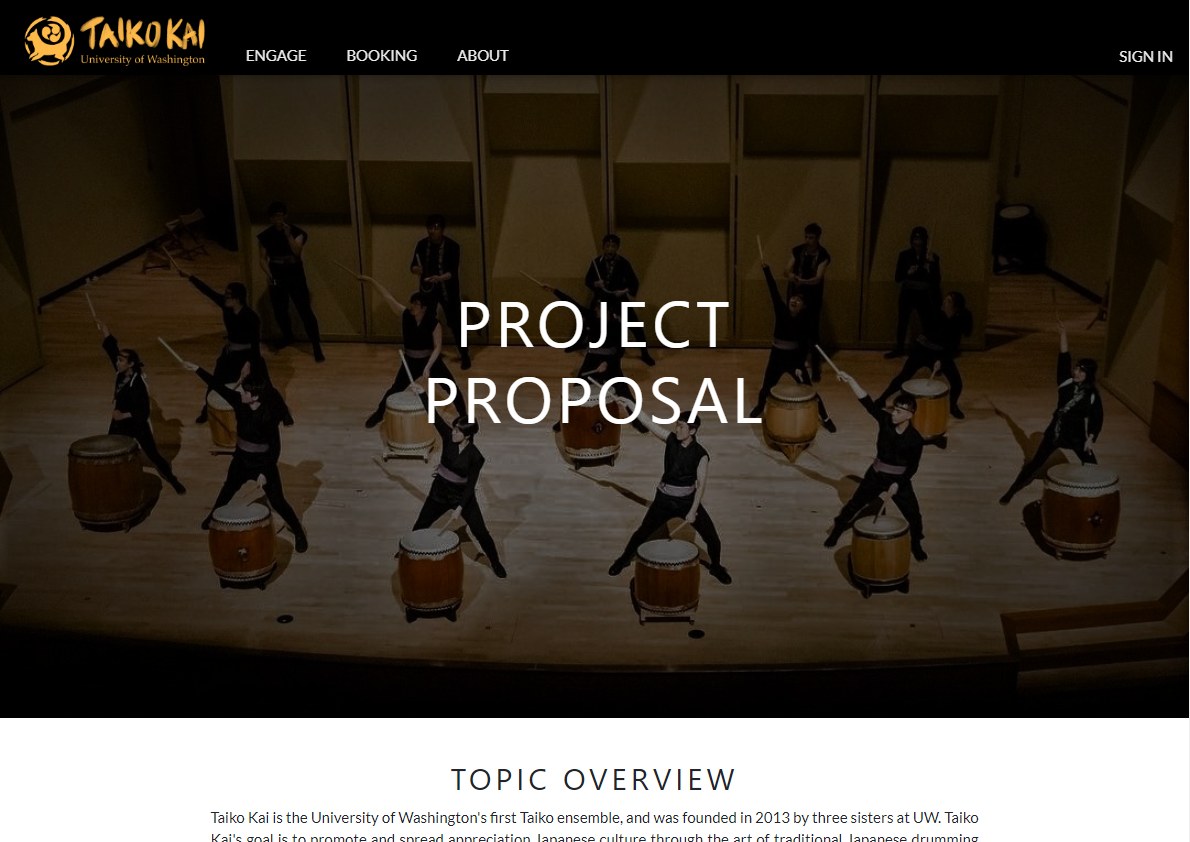 TAIKO KAI
University of Washington
ENGAGE
BOOKING
ABOUT
SIGN IN
PROJECT
PROPOSAL
TOPIC OVERVIEW
Taiko Kai is the University of Washington's first Taiko ensemble, and was founded in 2013 by three sisters at UW. Taiko
Kai's goal is to promote and spread appreciation Japanese culture through the art of traditional Japanese drumming